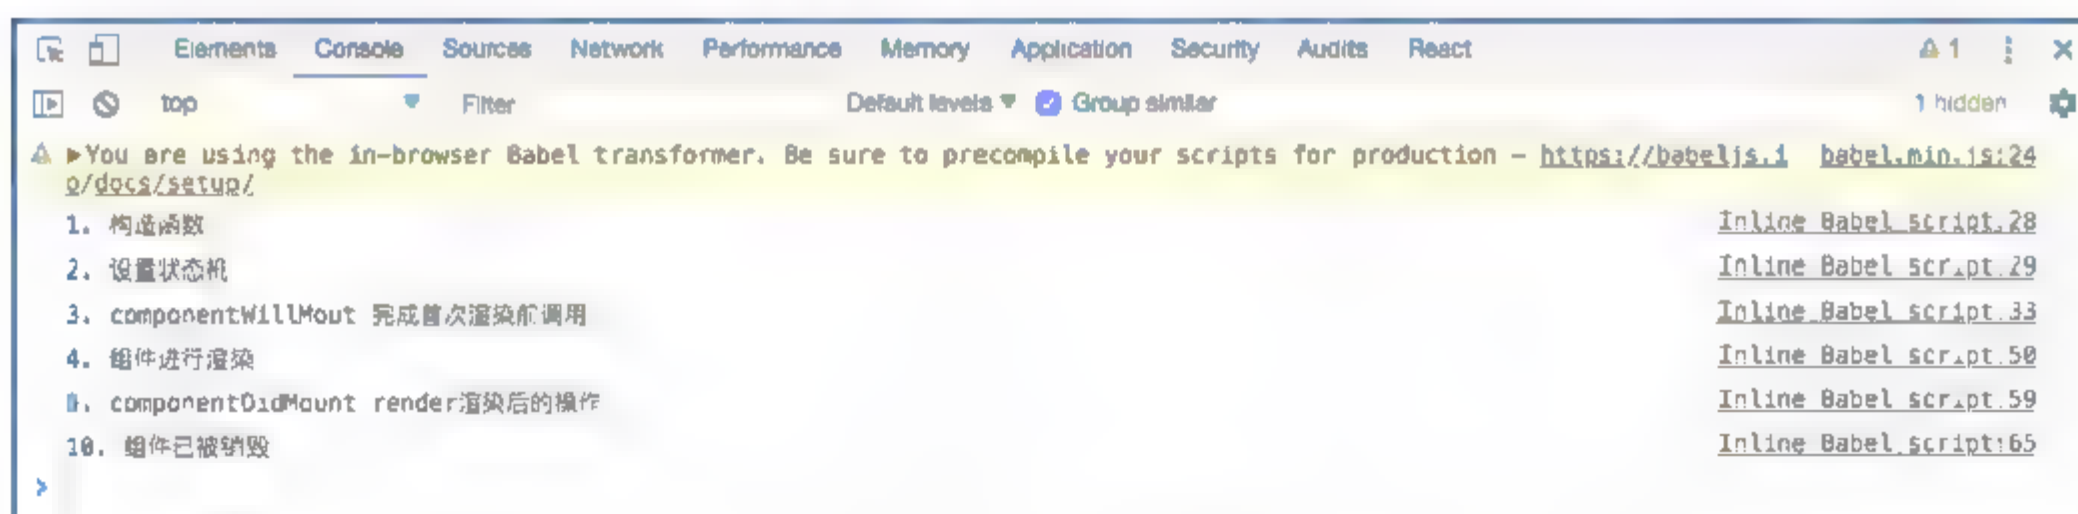 Elements Console Sources Network Performance Memory Application Security Audits React 1
top Filter Default levels Group similar 1 hidden
You are using the in-browser Babel transformer. Be sure to precompile your scripts for production – https://babeljs.i babel.min.js:24
o/docs/setup/
1. 构造函数 Inline Babel script:28
2. 设置状态机 Inline Babel script:29
3. componentWillMout 完成首次渲染前调用 Inline Babel script:33
4. 组件进行渲染 Inline Babel script:50
componentDidMount render渲染后的操作 Inline Babel script:59
10. 组件已被销毁 Inline Babel script:65